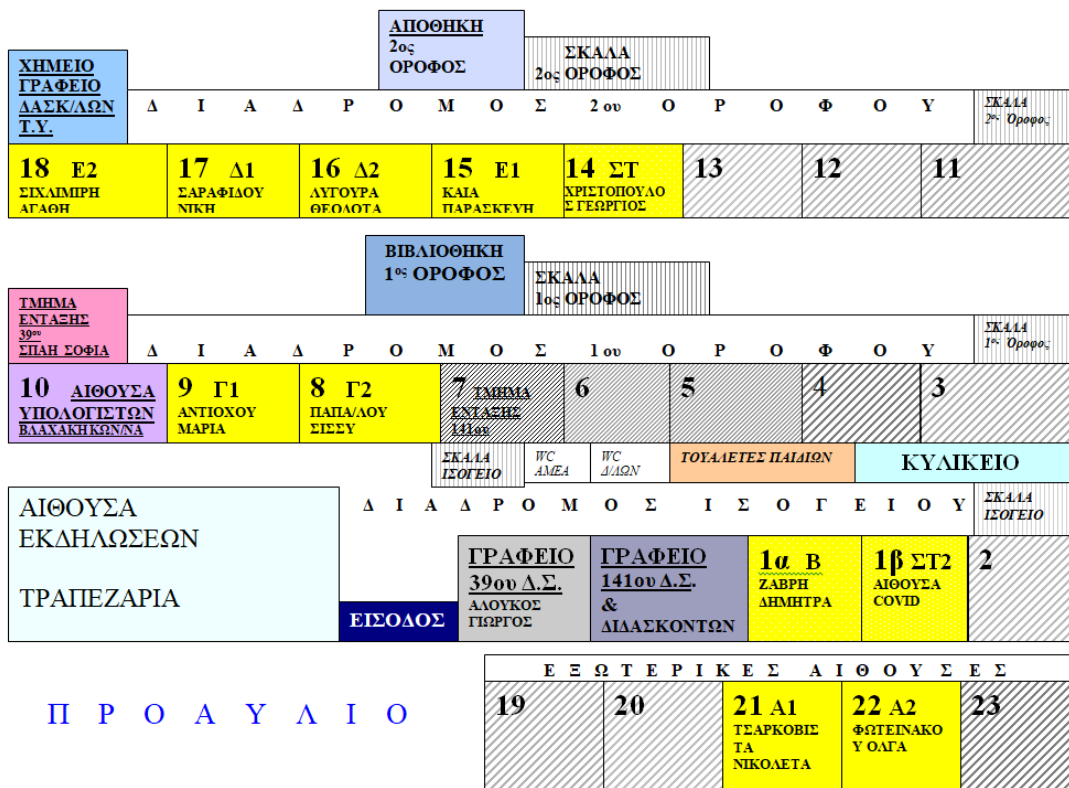 ΑΠΟΘΗΚΗ
2ος
ΟΡΟΦΟΣ
ΣΚΑΛΑ
2ος ΟΡΟΦΟΣ
ΧΗΜΕΙΟ
ΓΡΑΦΕΙΟ
ΔΑΣΚ/ΛΩΝ
Τ.Υ.
Δ Ι Α Δ Ρ Ο Μ Ο Σ 2 ου Ο Ρ Ο Φ Ο Υ
ΣΚΑΛΑ
2ος Όροφος
18 Ε2
ΣΙΧΛΙΜΙΡΗ
ΑΓΑΘΗ
17 Δ1
ΣΑΡΑΦΙΔΟΥ
ΝΙΚΗ
16 Δ2
ΛΥΓΟΥΡΑ
ΘΕΟΔΟΤΑ
15 Ε1
ΚΑΙΑ
ΠΑΡΑΣΚΕΥΗ
14 ΣΤ
ΧΡΙΣΤΟΠΟΥΛΟ
Σ ΓΕΩΡΓΙΟΣ
13
12
11
ΒΙΒΛΙΟΘΗΚΗ
1ος ΟΡΟΦΟΣ
ΣΚΑΛΑ
1ος ΟΡΟΦΟΣ
ΤΜΗΜΑ
ΕΝΤΑΞΗΣ
39ου
ΣΠΑΗ ΣΟΦΙΑ
Δ Ι Α Δ Ρ Ο Μ Ο Σ 1 ου Ο Ρ Ο Φ Ο Υ
ΣΚΑΛΑ
1ος Όροφος
10 ΑΙΘΟΥΣΑ
ΥΠΟΛΟΓΙΣΤΩΝ
ΒΛΑΧΑΚΗ ΚΩΝ/ΝΑ
9 Γ1
ΑΝΤΙΟΧΟΥ
ΜΑΡΙΑ
8 Γ2
ΠΑΠΑ/ΛΟΥ
ΣΙΣΣΥ
7 ΤΜΗΜΑ
ΕΝΤΑΞΗΣ
141ου
6
5
4
3
ΣΚΑΛΑ
ΙΣΟΓΕΙΟ
WC
ΑΜΕΑ
WC
Δ/ΛΩΝ
ΤΟΥΑΛΕΤΕΣ ΠΑΙΔΙΩΝ
ΚΥΛΙΚΕΙΟ
ΑΙΘΟΥΣΑ
ΕΚΔΗΛΩΣΕΩΝ
ΤΡΑΠΕΖΑΡΙΑ
Δ Ι Α Δ Ρ Ο Μ Ο Σ Ι Σ Ο Γ Ε Ι Ο Υ
ΣΚΑΛΑ
ΙΣΟΓΕΙΟ
ΕΙΣΟΔΟΣ
ΓΡΑΦΕΙΟ
39ου Δ.Σ.
ΑΛΟΥΚΟΣ
ΓΙΩΡΓΟΣ
ΓΡΑΦΕΙΟ
141ου Δ.Σ.
&
ΔΙΔΑΣΚΟΝΤΩΝ
1α Β
ΖΑΒΡΗ
ΔΗΜΗΤΡΑ
1β ΣΤ2
ΑΙΘΟΥΣΑ
COVID
2
Ε Ξ Ω Τ Ε Ρ Ι Κ Ε Σ Α Ι Θ Ο Υ Σ Ε Σ
Π Ρ Ο Α Υ Λ Ι Ο
19
20
21 Α1
ΤΣΑΡΚΟΒΙΣ
ΤΑ
ΝΙΚΟΛΕΤΑ
22 Α2
ΦΩΤΕΙΝΑΚΟ
Υ ΟΛΓΑ
23